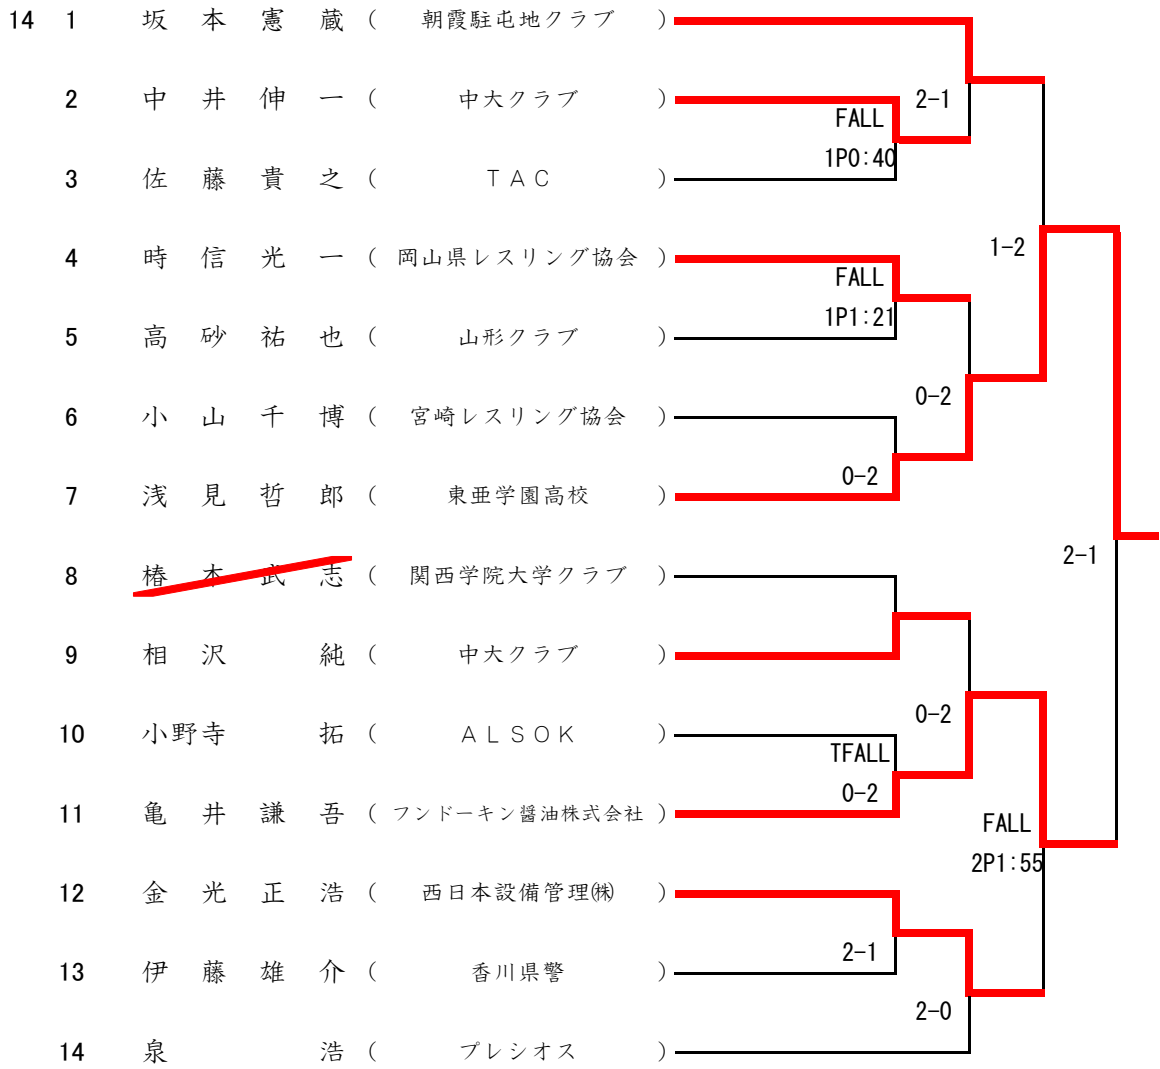 14 1 坂本憲蔵 ( 朝霞駐屯地クラブ )
2 中井伸一 ( 中大クラブ ) 2-1
FALL
1P0:40
3 佐藤貴之 ( TAC )
1-2
4 時信光一 ( 岡山県レスリング協会 )
FALL
1P1:21
5 高砂祐也 ( 山形クラブ )
0-2
6 小山千博 ( 宮崎レスリング協会 )
0-2
7 浅見哲郎 ( 東亜学園高校 )
2-1
8 椿本武志 ( 関西学院大学クラブ )
9 相沢 純 ( 中大クラブ )
0-2
10 小野寺 拓 ( ALSOK )
TFALL
0-2
11 亀井謙吾 ( フンドーキン醤油株式会社 )
FALL
2P1:55
12 金光正浩 ( 西日本設備管理㈱ )
2-1
13 伊藤雄介 ( 香川県警 )
2-0
14 泉 浩 ( プレシオス )